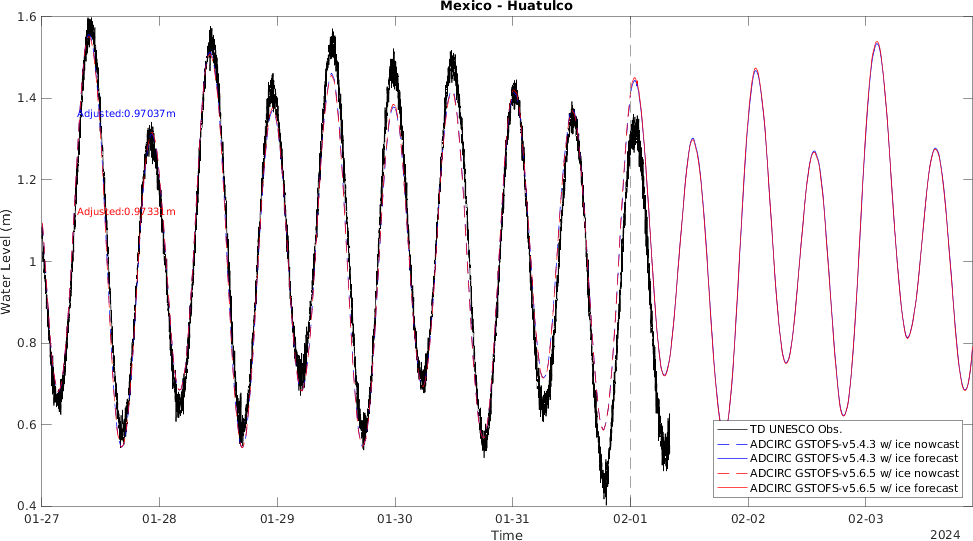 Mexico - Huatulco
1.6
1.4
1.2
1
0.8
0.6
0.4
Water Level (m)
Adjusted:0.97037m
Adjusted:0.97331m
TD UNESCO Obs.
ADCIRC GSTOFS-v5.4.3 w/ ice nowcast
ADCIRC GSTOFS-v5.4.3 w/ ice forecast
ADCIRC GSTOFS-v5.6.5 w/ ice nowcast
ADCIRC GSTOFS-v5.6.5 w/ ice forecast
01-27 01-28 01-29 01-30 01-31 02-01 02-02 02-03
Time
2024